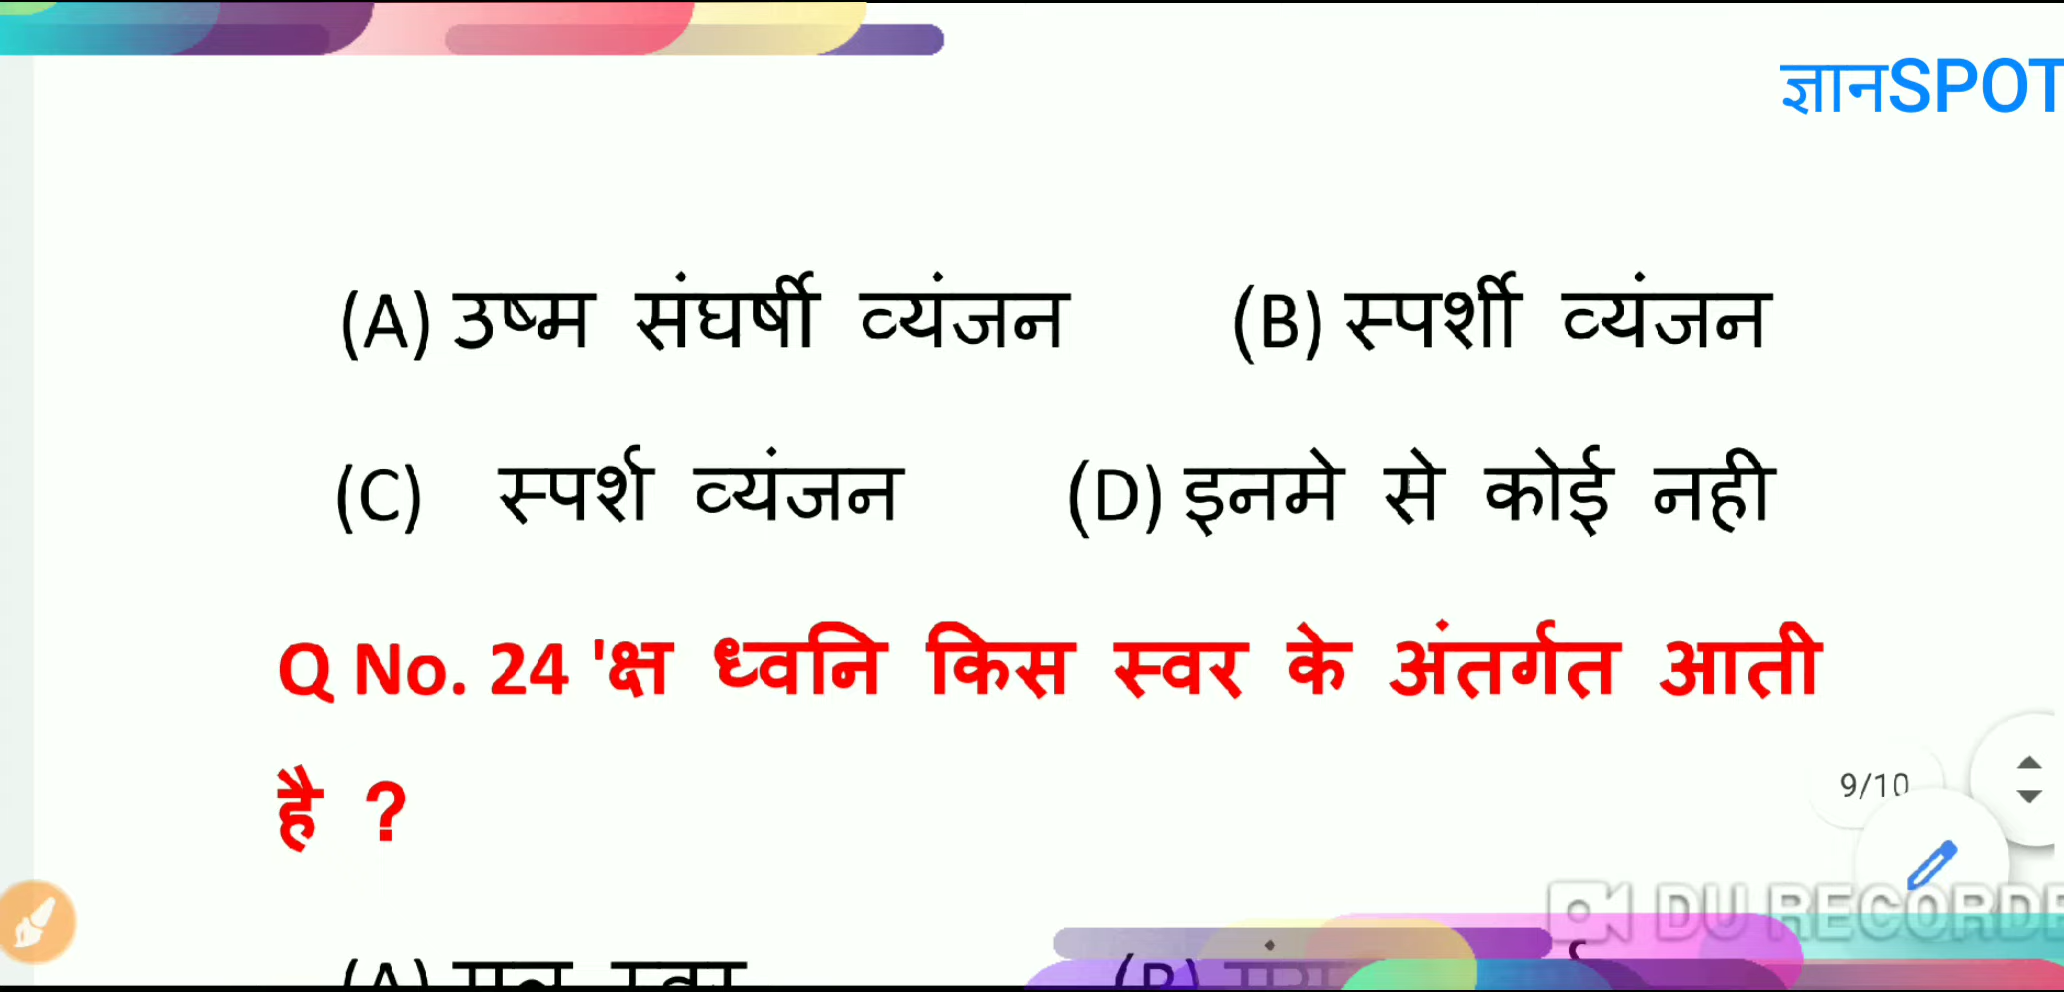 ज्ञानSPOT
(A) उष्म संघर्षी व्यंजन (B) स्पर्शी व्यंजन
(C) स्पर्श व्यंजन (D) इनमे से कोई नही
Q No. 24 'क्ष ध्वनि किस स्वर के अंतर्गत आती
है ?
9/10
DU RECORDE
(A) (B)